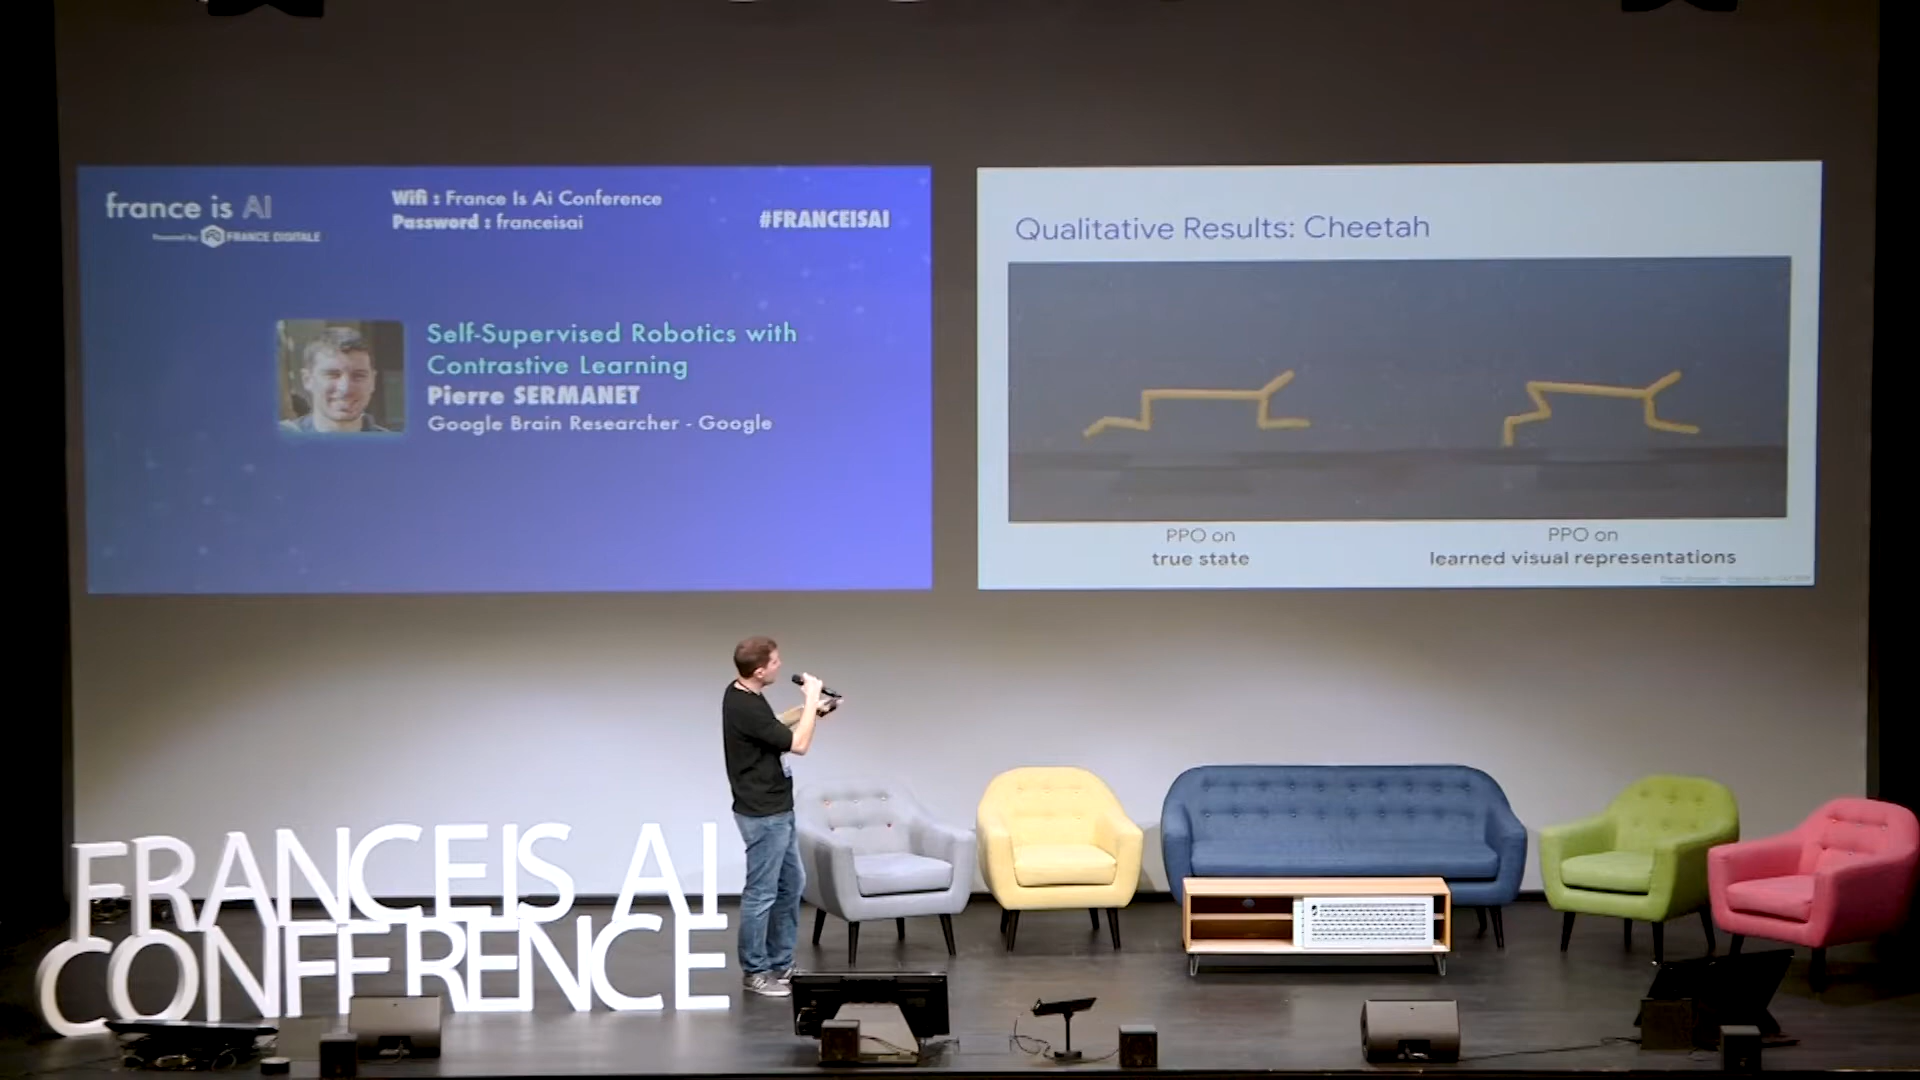 france is AI
Powered by FRANCE DIGITALE
Wifi : France Is Ai Conference
Password : franceisai
#FRANCEISAI
Self-Supervised Robotics with
Contrastive Learning
Pierre SERMANET
Google Brain Researcher - Google
Qualitative Results: Cheetah
PPO on
true state
PPO on
learned visual representations
FRANCE IS AI
CONFERENCE